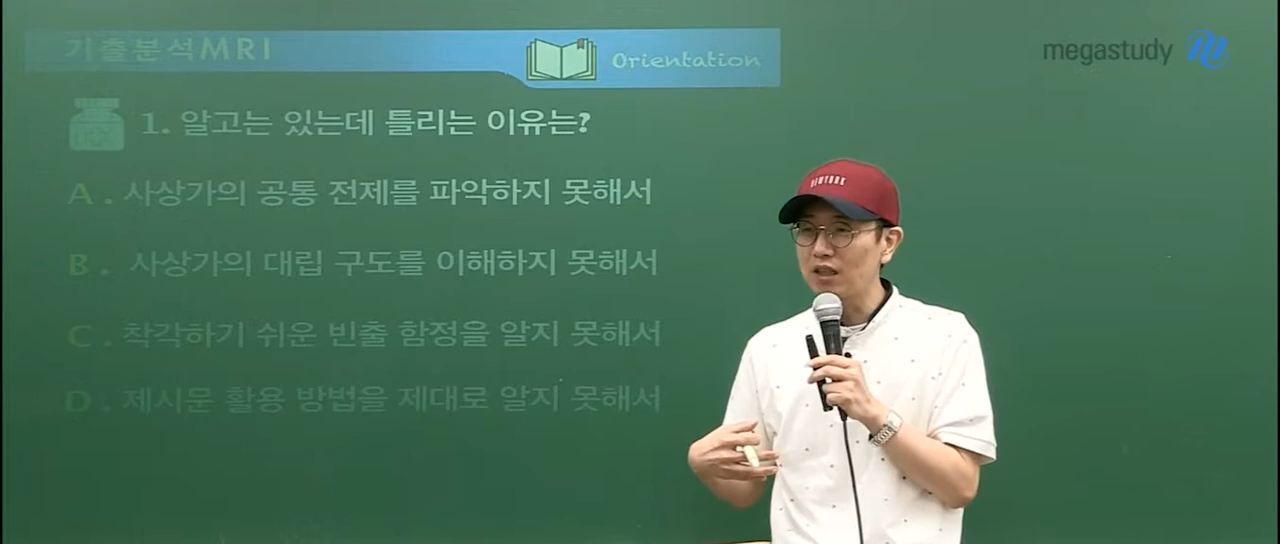 기출분석MRI
Orientation
megastudy
1. 알고는 있는데 틀리는 이유는?
A . 사상가의 공통 전제를 파악하지 못해서
B . 사상가의 대립 구도를 이해하지 못해서
C . 착각하기 쉬운 빈출 함정을 알지 못해서
D . 제시문 활용 방법을 제대로 알지 못해서